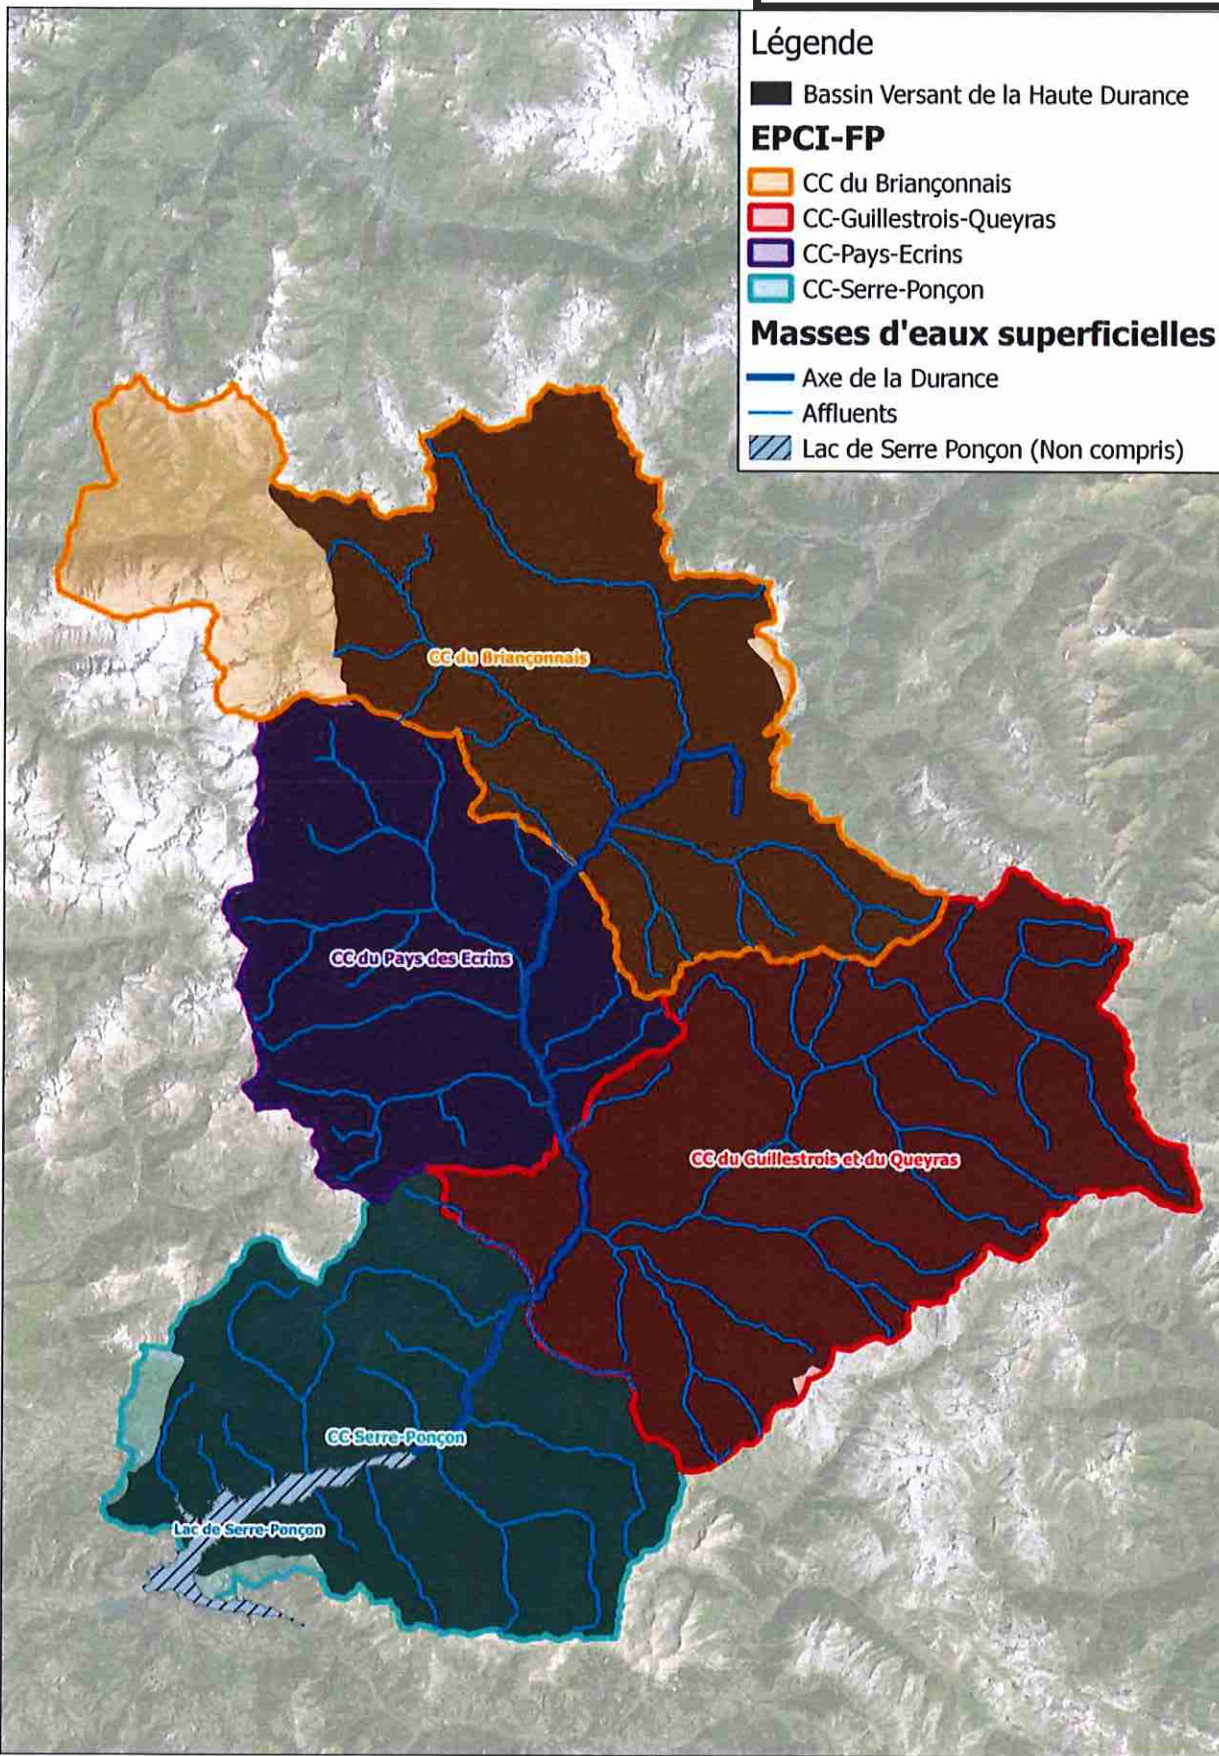 Légende
Bassin Versant de la Haute Durance
EPCI-FP
CC du Briançonnais
CC-Guillestrois-Queyras
CC-Pays-Ecrins
CC-Serre-Ponçon
Masses d'eaux superficielles
Axe de la Durance
Affluents
Lac de Serre Ponçon (Non compris)
CC du Briançonnais
CC du Pays des Ecrins
CC du Guillestrois et du Queyras
CC Serre-Ponçon
Lac de Serre-Ponçon